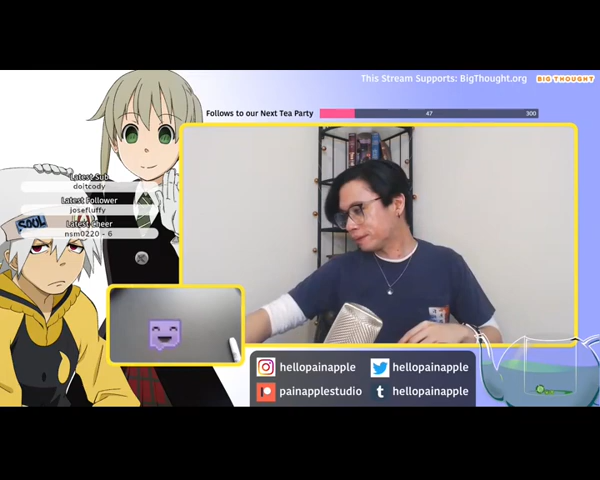 This Stream Supports: BigThought.org
BIG THOUGHT
Follows to our Next Tea Party
47
300
Latest Sub
doitcody
Latest Follower
josefluffy
Latest Cheer
nsm0220 - 6
SOUL
hellopainapple
hellopainapple
painapplestudio
hellopainapple